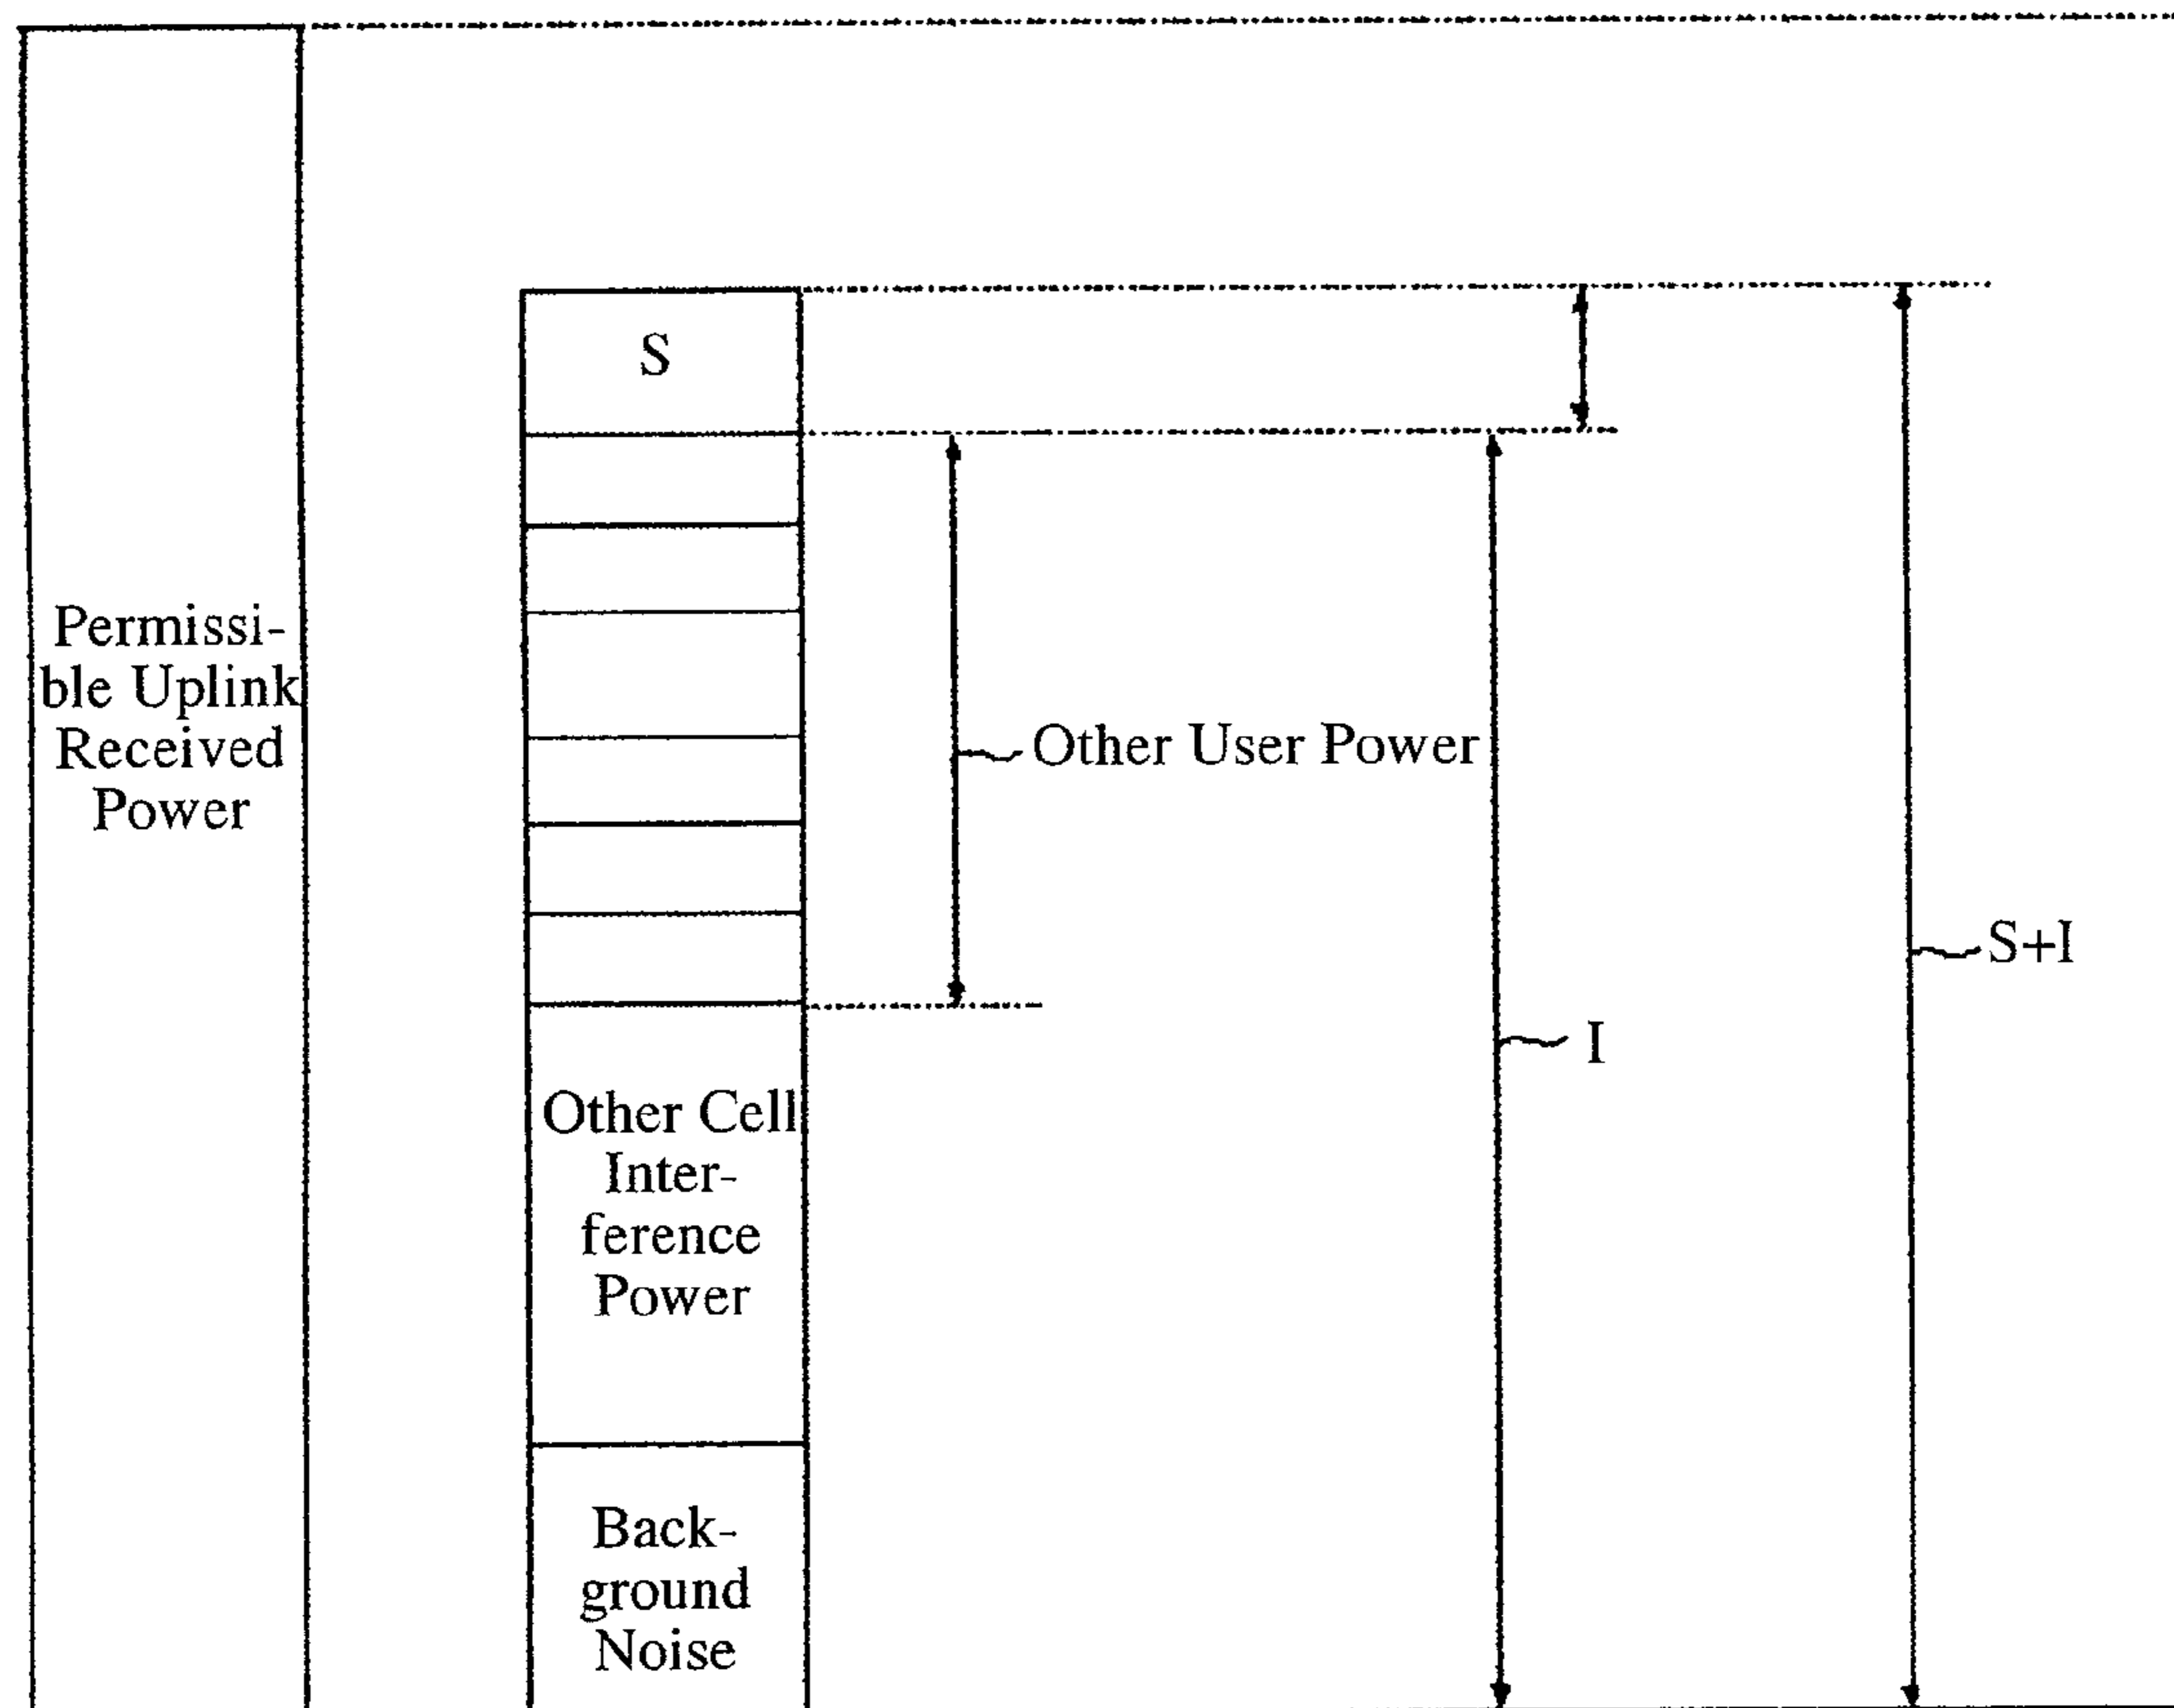 S
Permissi-
ble Uplink
Received
Power
Other User Power
S+I
I
Other Cell
Inter-
ference
Power
Back-
ground
Noise